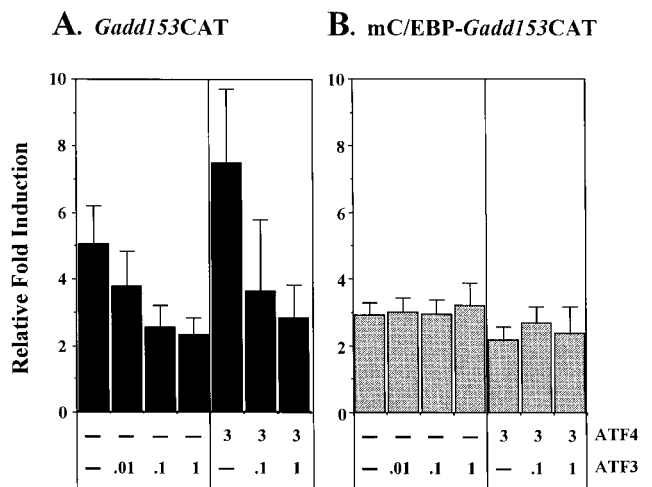 A. Gadd153CAT
B. mC/EBP-Gadd153CAT
Relative Fold Induction
10
8
6
4
2
0
10
8
6
4
2
0
– – – – 3 3 3
– .01 .1 1 – .1 1
– – – – 3 3 3 ATF4
– .01 .1 1 – .1 1 ATF3